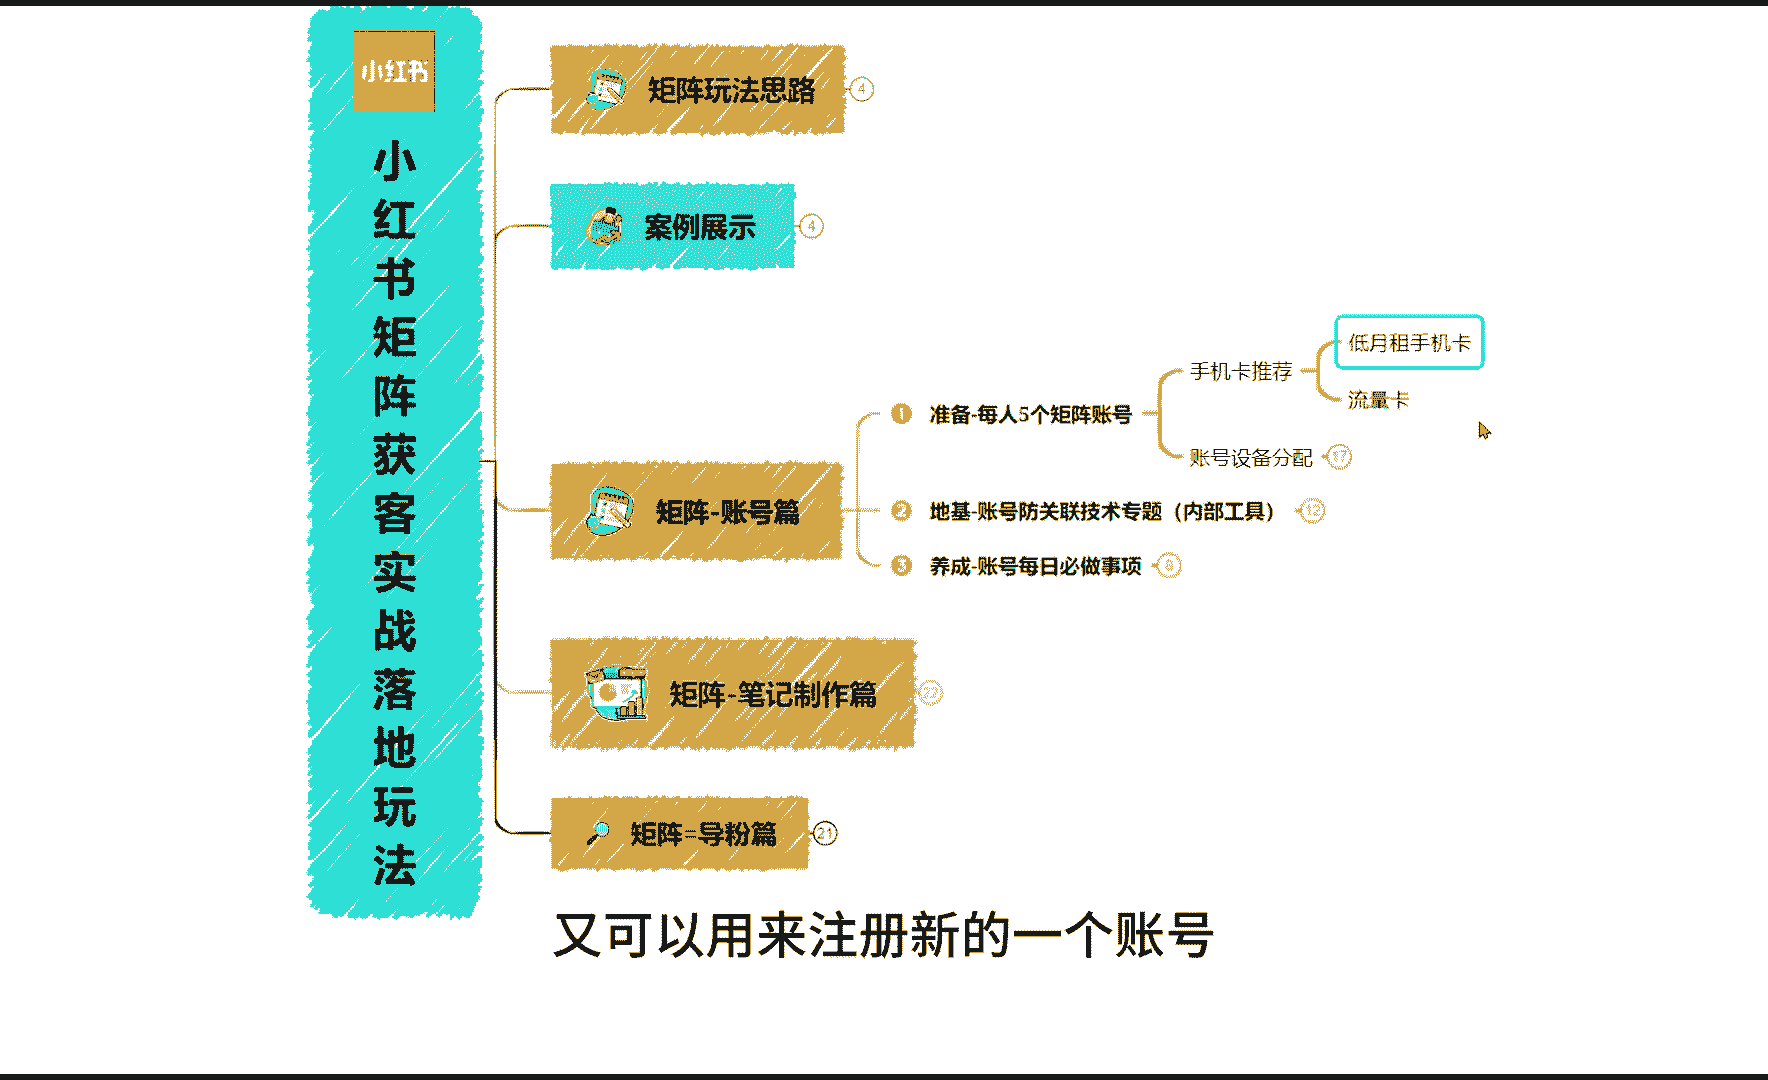 小红书
小红书矩阵获客实战落地玩法
矩阵玩法思路
4
案例展示
4
矩阵-账号篇
1 准备-每人5个矩阵账号
手机卡推荐
低月租手机卡
流量卡
账号设备分配
17
2 地基-账号防关联技术专题（内部工具）
12
3 养成-账号每日必做事项
矩阵-笔记制作篇
矩阵=导粉篇
21
又可以用来注册新的一个账号